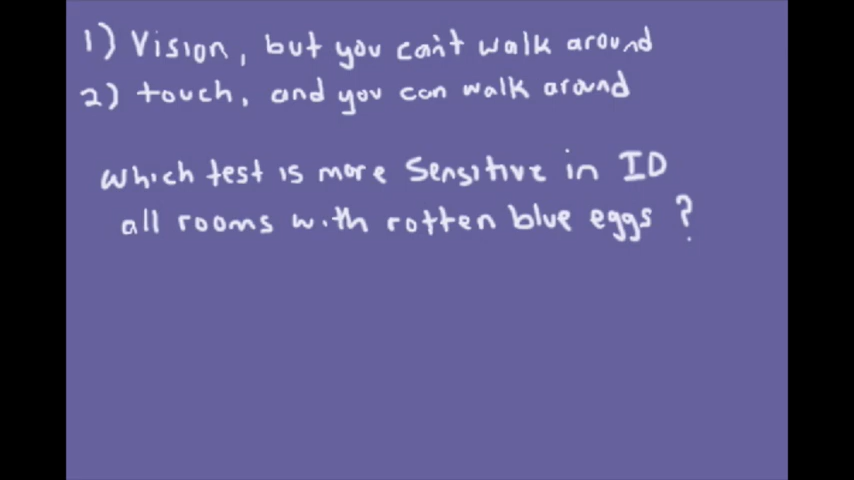 1) Vision, but you can't walk around
2) touch, and you can walk around
which test is more sensitive in ID
all rooms with rotten blue eggs ?